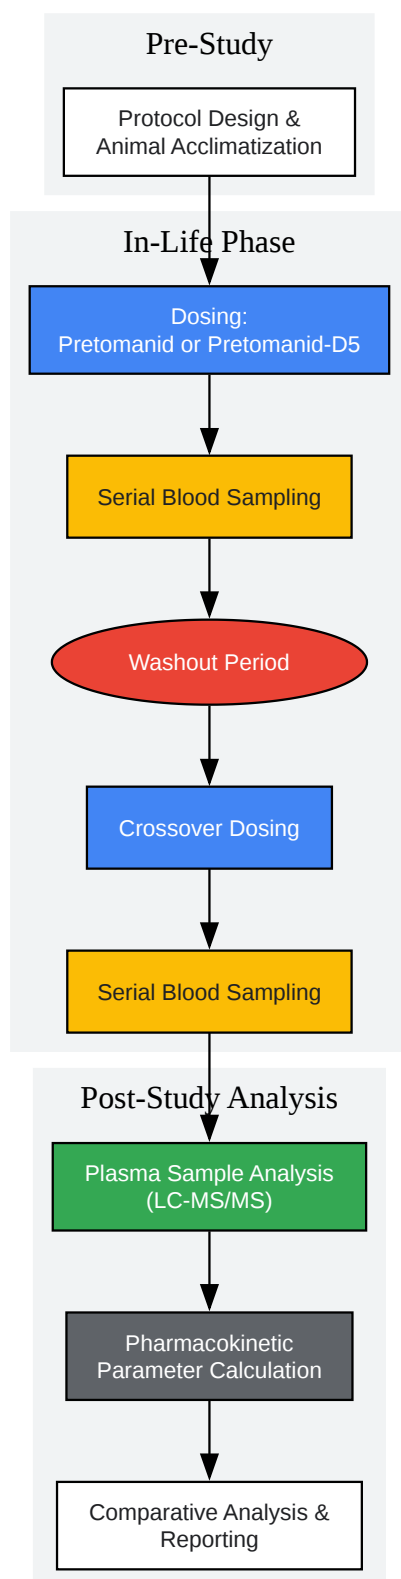 Pre-Study
Protocol Design &
Animal Acclimatization
In-Life Phase
Dosing:
Pretomanid or Pretomanid-D5
Serial Blood Sampling
Washout Period
Crossover Dosing
Serial Blood Sampling
Post-Study Analysis
Plasma Sample Analysis
(LC-MS/MS)
Pharmacokinetic
Parameter Calculation
Comparative Analysis &
Reporting